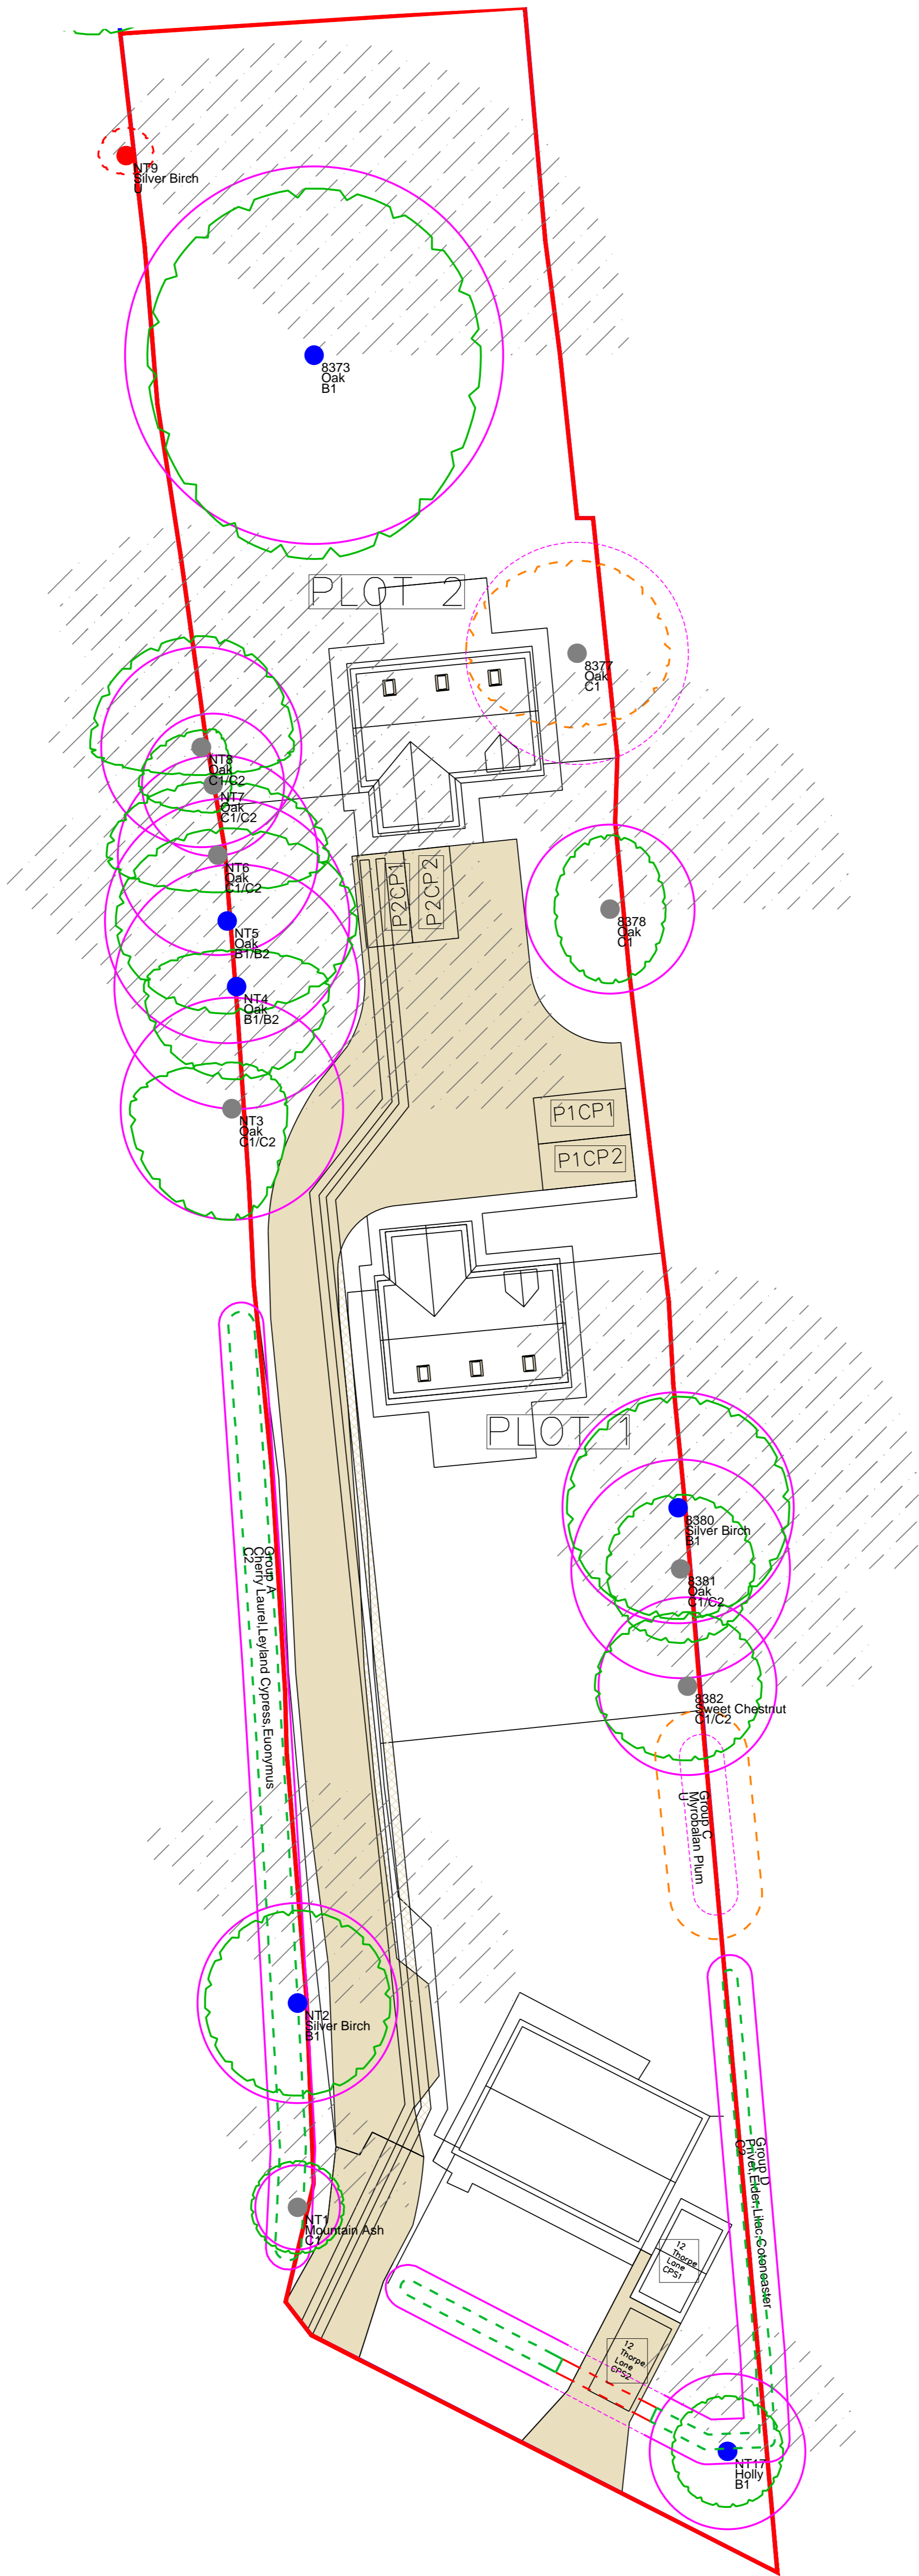 NT9
Silver Birch
U
8373
Oak
B1
PLOT 2
8377
Oak
C1
NT8
Oak
C1/C2
NT7
Oak
C1/C2
NT6
Oak
C1/C2
P2CP1
P2CP2
8378
Oak
C1
NT5
Oak
B1/B2
NT4
Oak
B1/B2
NT3
Oak
C1/C2
P1CP1
P1CP2
PLOT 1
8380
Silver Birch
B1
Group A
Cherry Laurel,Leyland Cypress,Euonymus
C2
8381
Oak
C1/C2
8382
Sweet Chestnut
C1/C2
Group C
Myrobalan Plum
U
NT2
Silver Birch
B1
Group D
Privet,Elder,Lilac,Cotoneaster
C2
NT1
Mountain Ash
C1
12
Thorpe
Lane
CPS1
12
Thorpe
Lane
CPS2
NT17
Holly
B1